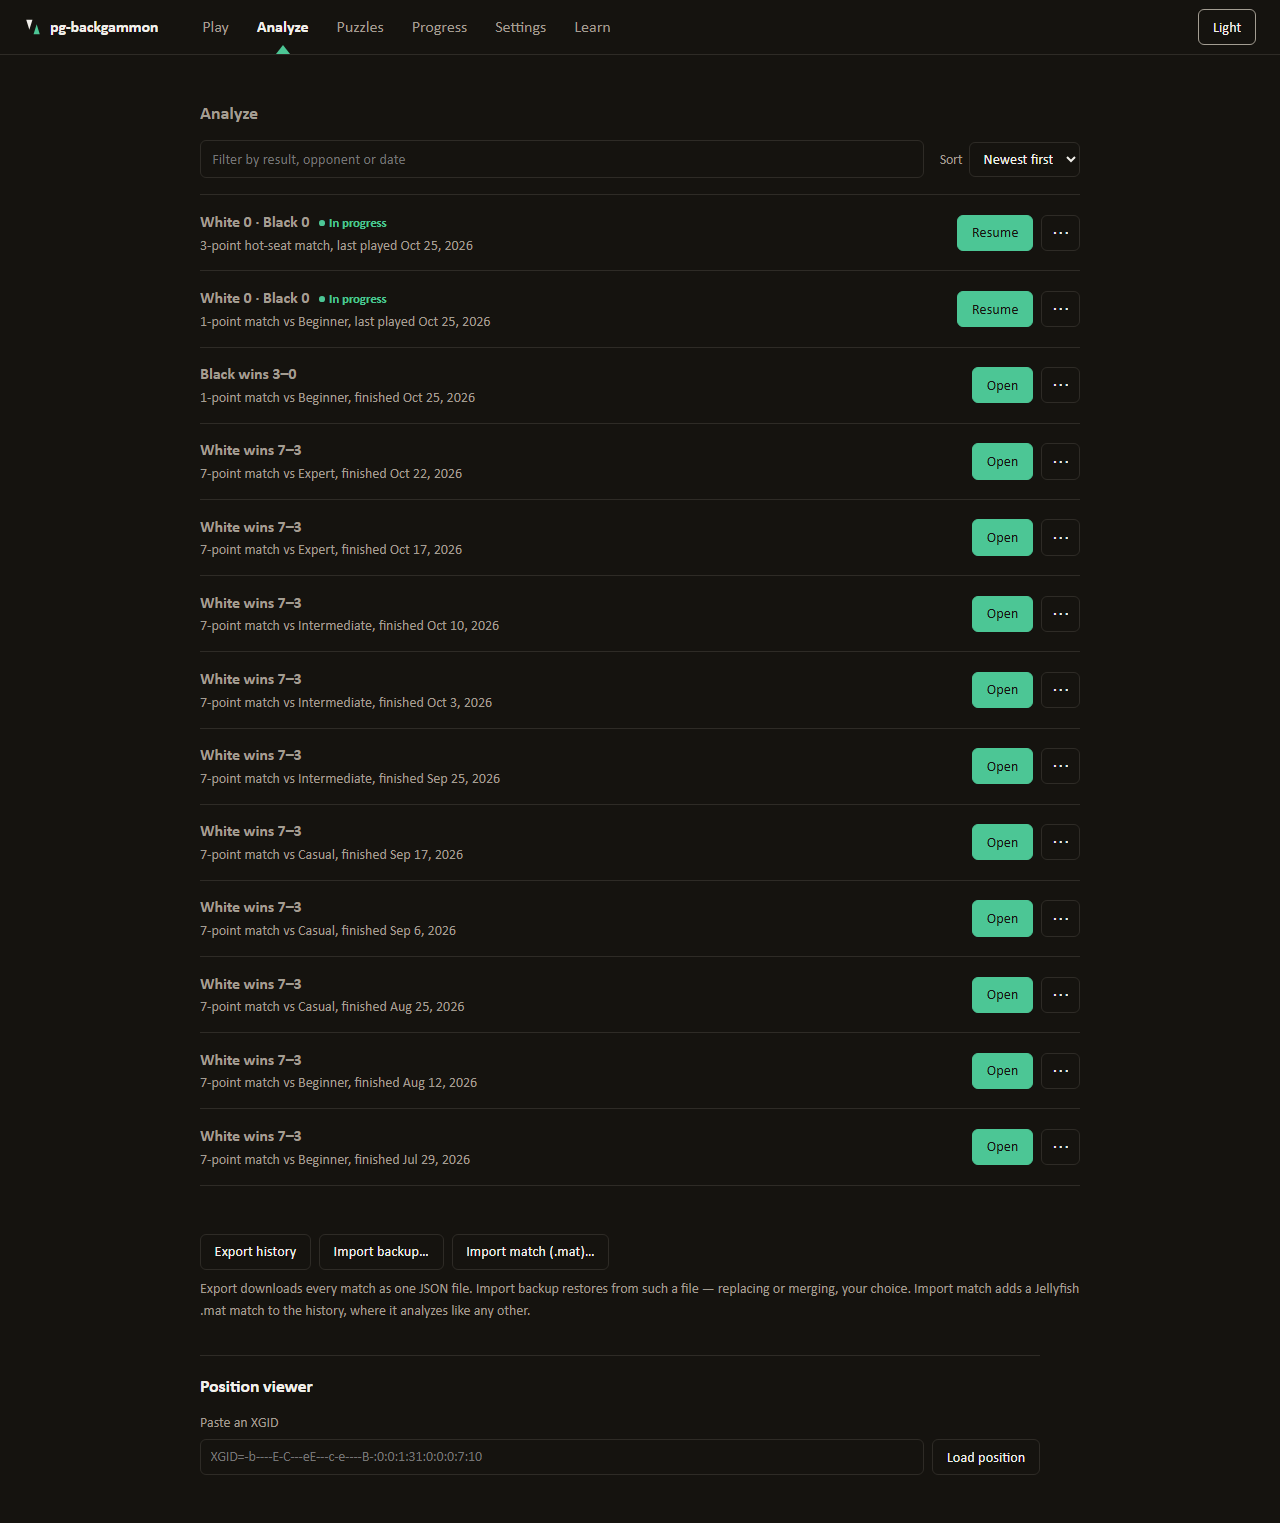 pg-backgammon
Play
Analyze
Puzzles
Progress
Settings
Learn
Light
Analyze
Filter by result, opponent or date
Sort
Newest first
White 0 · Black 0
In progress
3-point hot-seat match, last played Oct 25, 2026
Resume
···
White 0 · Black 0
In progress
1-point match vs Beginner, last played Oct 25, 2026
Resume
···
Black wins 3–0
1-point match vs Beginner, finished Oct 25, 2026
Open
···
White wins 7–3
7-point match vs Expert, finished Oct 22, 2026
Open
···
White wins 7–3
7-point match vs Expert, finished Oct 17, 2026
Open
···
White wins 7–3
7-point match vs Intermediate, finished Oct 10, 2026
Open
···
White wins 7–3
7-point match vs Intermediate, finished Oct 3, 2026
Open
···
White wins 7–3
7-point match vs Intermediate, finished Sep 25, 2026
Open
···
White wins 7–3
7-point match vs Casual, finished Sep 17, 2026
Open
···
White wins 7–3
7-point match vs Casual, finished Sep 6, 2026
Open
···
White wins 7–3
7-point match vs Casual, finished Aug 25, 2026
Open
···
White wins 7–3
7-point match vs Beginner, finished Aug 12, 2026
Open
···
White wins 7–3
7-point match vs Beginner, finished Jul 29, 2026
Open
···
Export history
Import backup…
Import match (.mat)…
Export downloads every match as one JSON file. Import backup restores from such a file — replacing or merging, your choice. Import match adds a Jellyfish
.mat match to the history, where it analyzes like any other.
Position viewer
Paste an XGID
XGID=-b----E-C---eE---c-e----B-:0:0:1:31:0:0:0:7:10
Load position